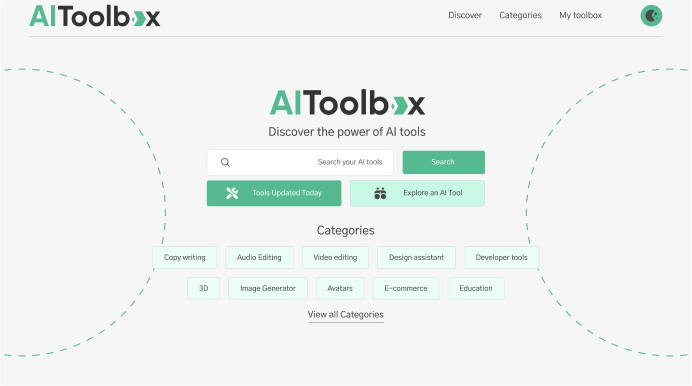 AIToolbox
Discover Categories My toolbox
AIToolbox
Discover the power of AI tools
Search your AI tools Search
Tools Updated Today Explore an AI Tool
Categories
Copy writing Audio Editing Video editing Design assistant Developer tools
3D Image Generator Avatars E-commerce Education
View all Categories